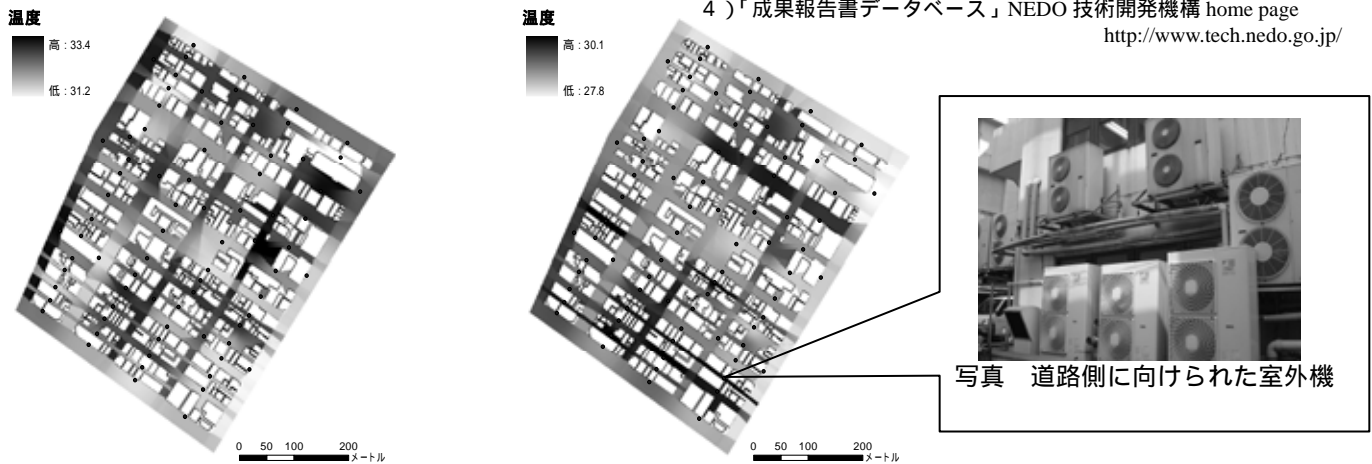 温度
高 : 33.4
低 : 31.2
0 50 100 200
メートル
温度
高 : 30.1
低 : 27.8
0 50 100 200
メートル
4)「成果報告書データベース」NEDO 技術開発機構 home page
http://www.tech.nedo.go.jp/
写真 道路側に向けられた室外機